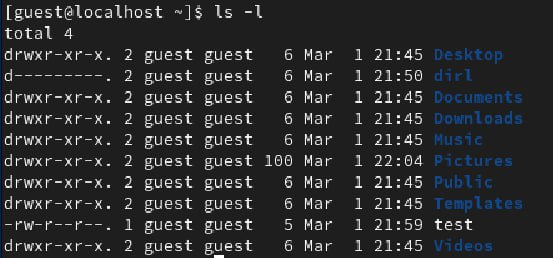 [guest@localhost ~]$ ls -l
total 4
drwxr-xr-x. 2 guest guest   6 Mar  1 21:45 Desktop
d---------. 2 guest guest   6 Mar  1 21:50 dirl
drwxr-xr-x. 2 guest guest   6 Mar  1 21:45 Documents
drwxr-xr-x. 2 guest guest   6 Mar  1 21:45 Downloads
drwxr-xr-x. 2 guest guest   6 Mar  1 21:45 Music
drwxr-xr-x. 2 guest guest 100 Mar  1 22:04 Pictures
drwxr-xr-x. 2 guest guest   6 Mar  1 21:45 Public
drwxr-xr-x. 2 guest guest   6 Mar  1 21:45 Templates
-rw-r--r--. 1 guest guest   5 Mar  1 21:59 test
drwxr-xr-x. 2 guest guest   6 Mar  1 21:45 Videos